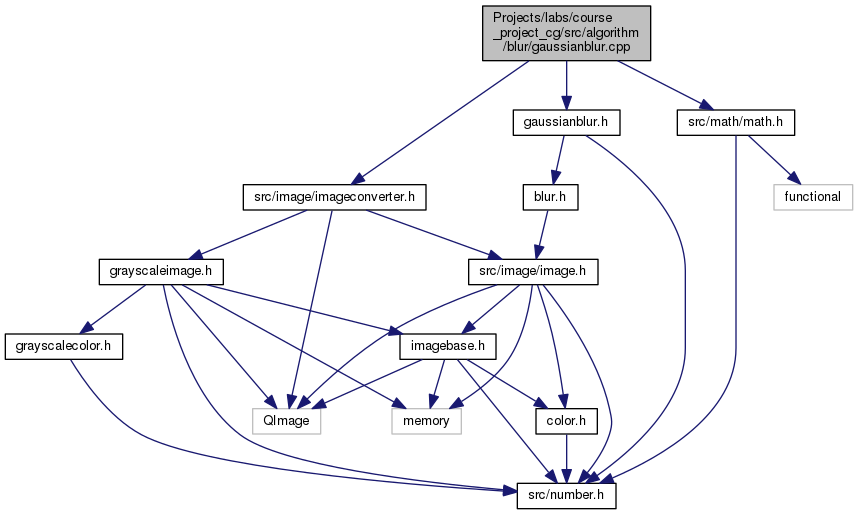 Projects/labs/course
_project_cg/src/algorithm
/blur/gaussianblur.cpp
gaussianblur.h
src/math/math.h
src/image/imageconverter.h
blur.h
functional
grayscaleimage.h
src/image/image.h
grayscalecolor.h
imagebase.h
QImage
memory
color.h
src/number.h